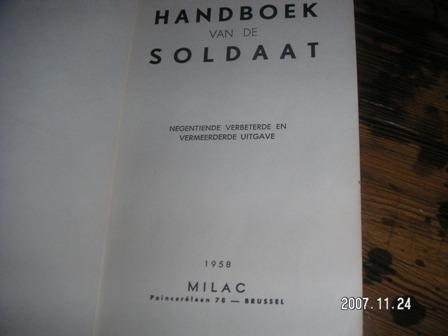 HANDBOEK
VAN DE
SOLDAAT
NEGENTIENDE VERBETERDE EN
VERMEERDERDE UITGAVE
1958
MILAC
Poincarélaan 78 — BRUSSEL
2007.11.24